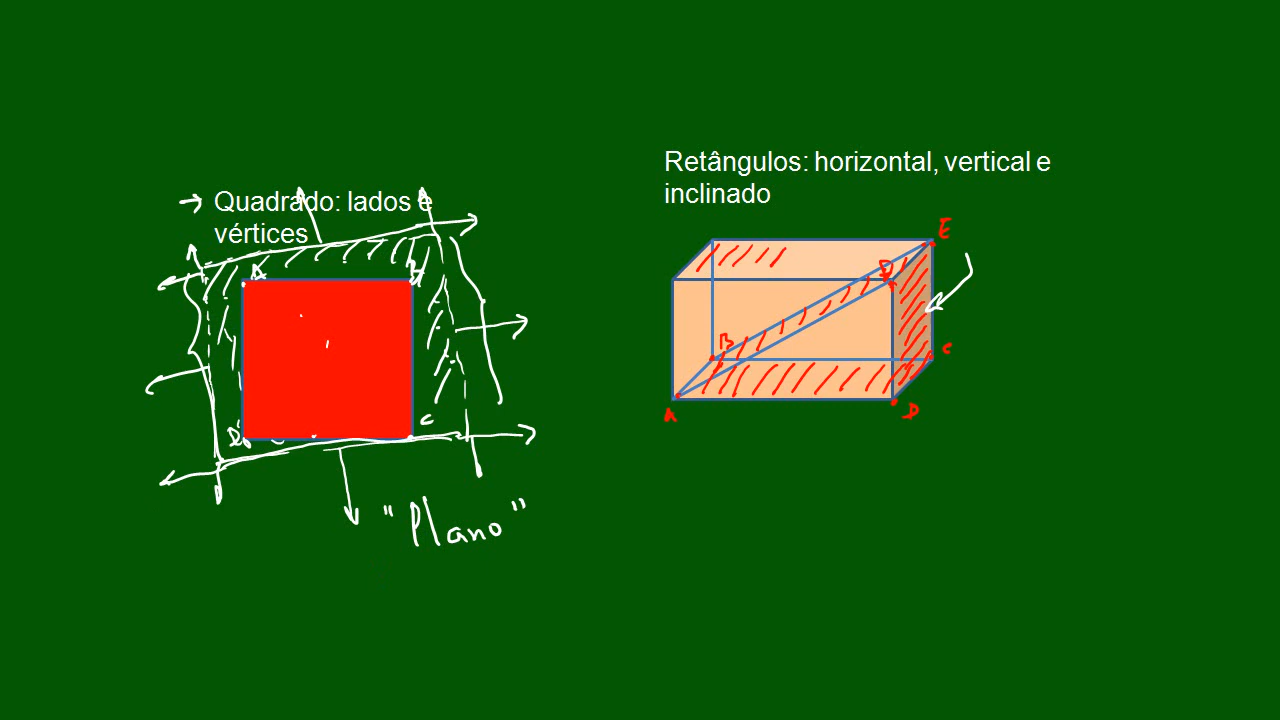 Quadrado: lados e
vértices
A
B
D
C
"Plano"
Retângulos: horizontal, vertical e
inclinado
E
B
C
A
D